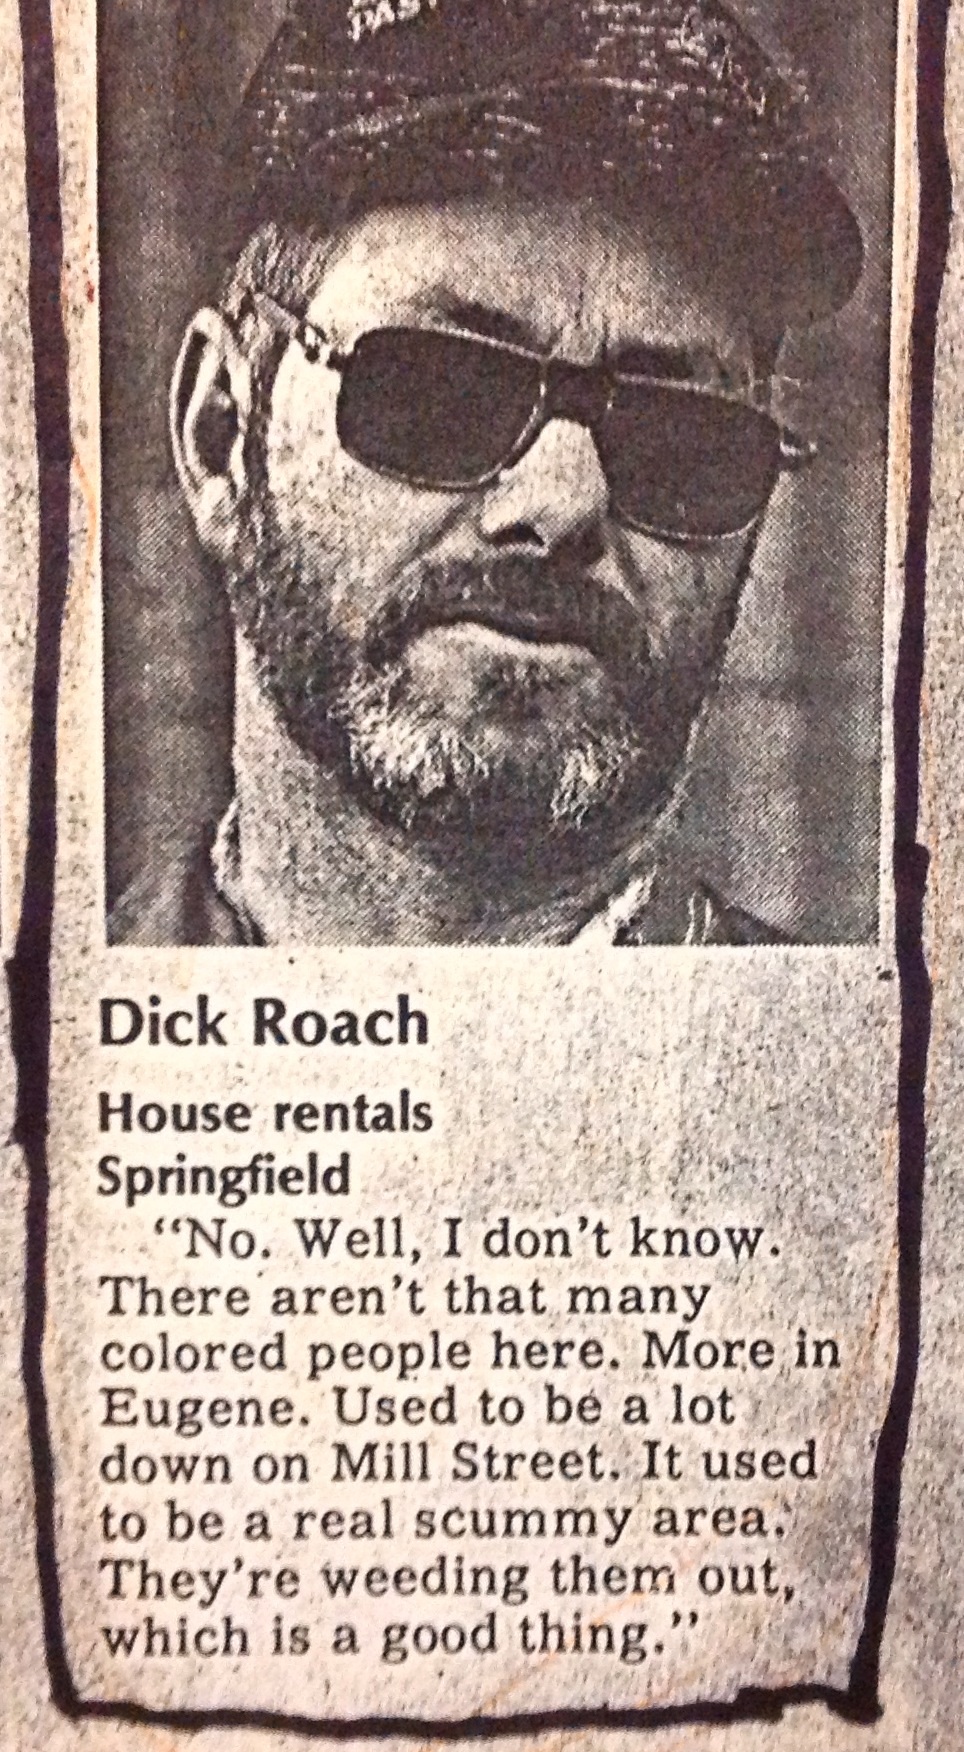 Dick Roach
House rentals
Springfield
“No. Well, I don’t know.
There aren’t that many
colored people here. More in
Eugene. Used to be a lot
down on Mill Street. It used
to be a real scummy area.
They’re weeding them out,
which is a good thing.”